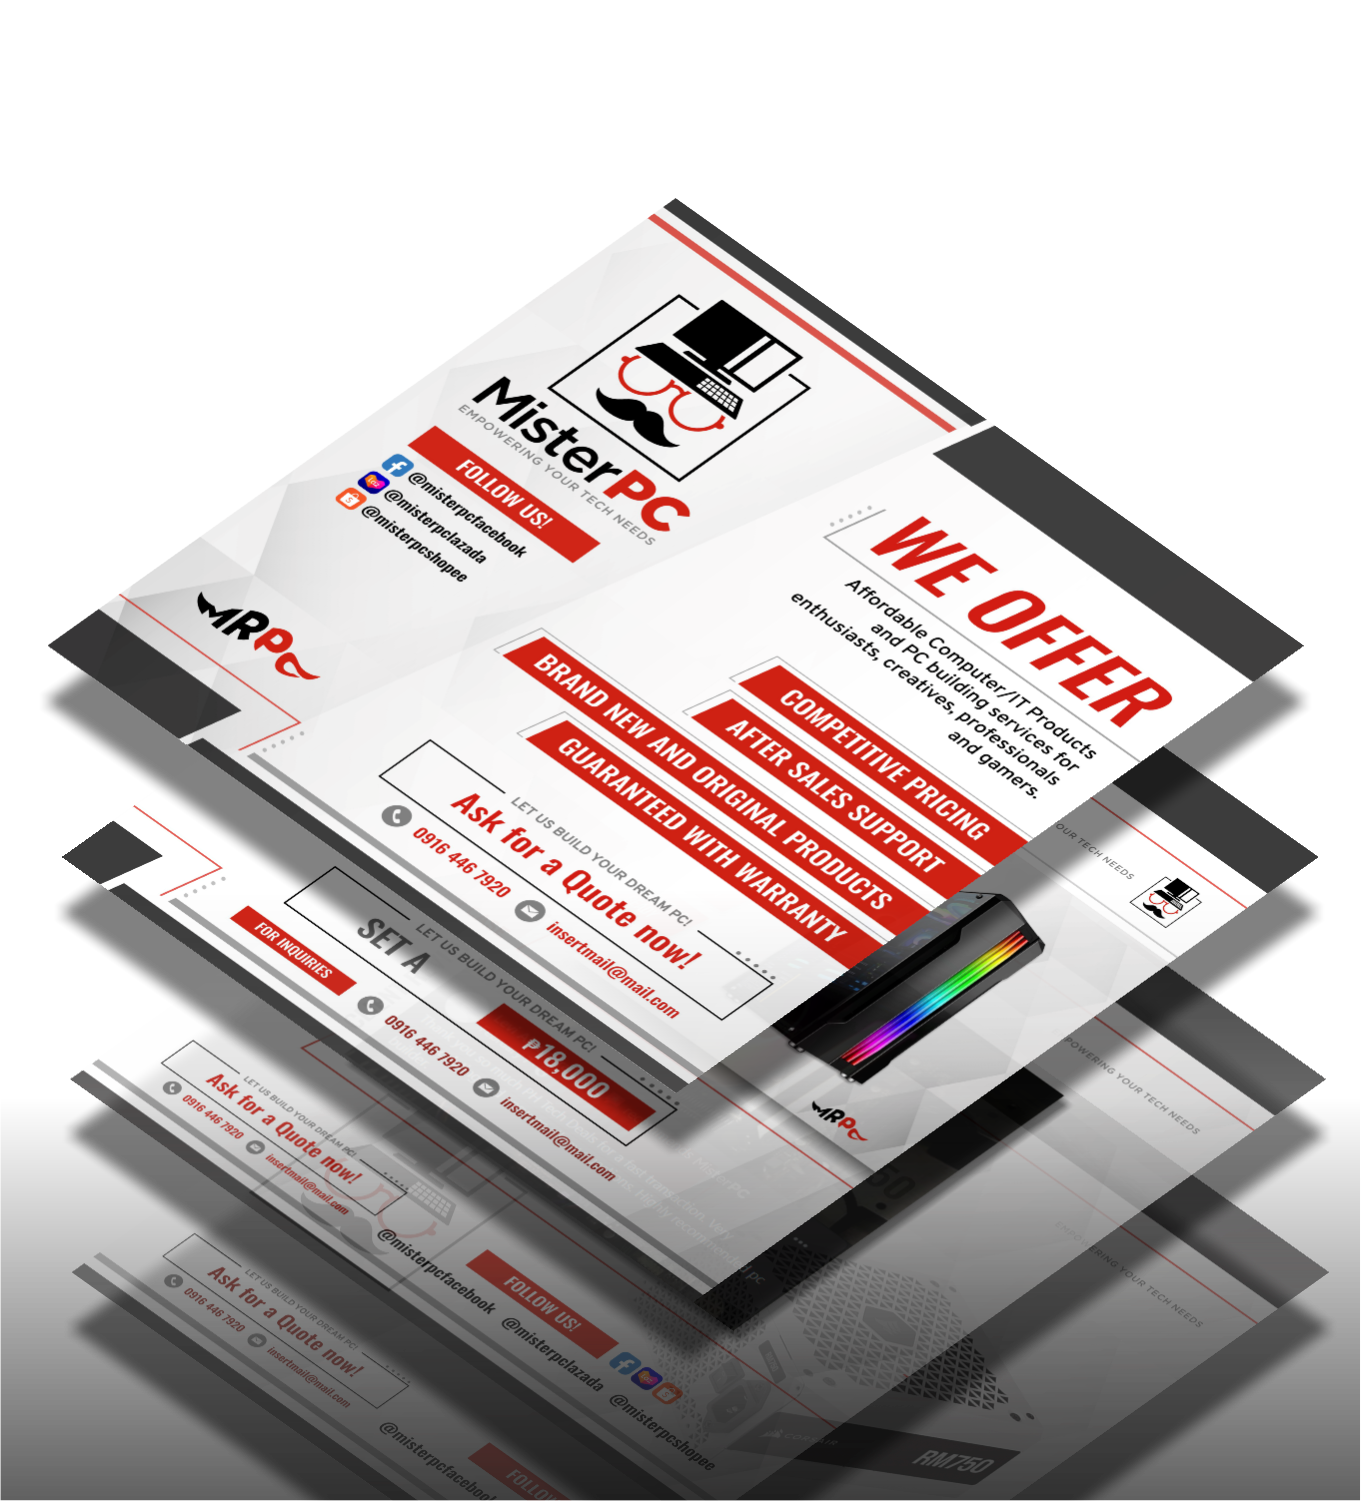 MisterPC
EMPOWERING YOUR TECH NEEDS
FOLLOW US!
@misterpcfacebook
@misterpclazada
@misterpcshopee
MRPC
WE OFFER
Affordable Computer/IT Products
and PC building services for
enthusiasts, creatives, professionals
and gamers.
COMPETITIVE PRICING
AFTER SALES SUPPORT
BRAND NEW AND ORIGINAL PRODUCTS
GUARANTEED WITH WARRANTY
LET US BUILD YOUR DREAM PC!
Ask for a Quote now!
0916 446 7920
insertmail@mail.com
YOUR TECH NEEDS
SET A
LET US BUILD YOUR DREAM PC!
₱18,000
FOR INQUIRIES
0916 446 7920
insertmail@mail.com
MRPC
POWERING YOUR TECH NEEDS
LET US BUILD YOUR DREAM PC!
Ask for a Quote now!
0916 446 7920
insertmail@mail.com
@misterpcfacebook
FOLLOW US!
@misterpclazada
@misterpcshopee
EMPOWERING YOUR TECH NEEDS
LET US BUILD YOUR DREAM PC!
Ask for a Quote now!
0916 446 7920
insertmail@mail.com
@misterpcfacebook
FOLLOW
CORSAIR
RM750